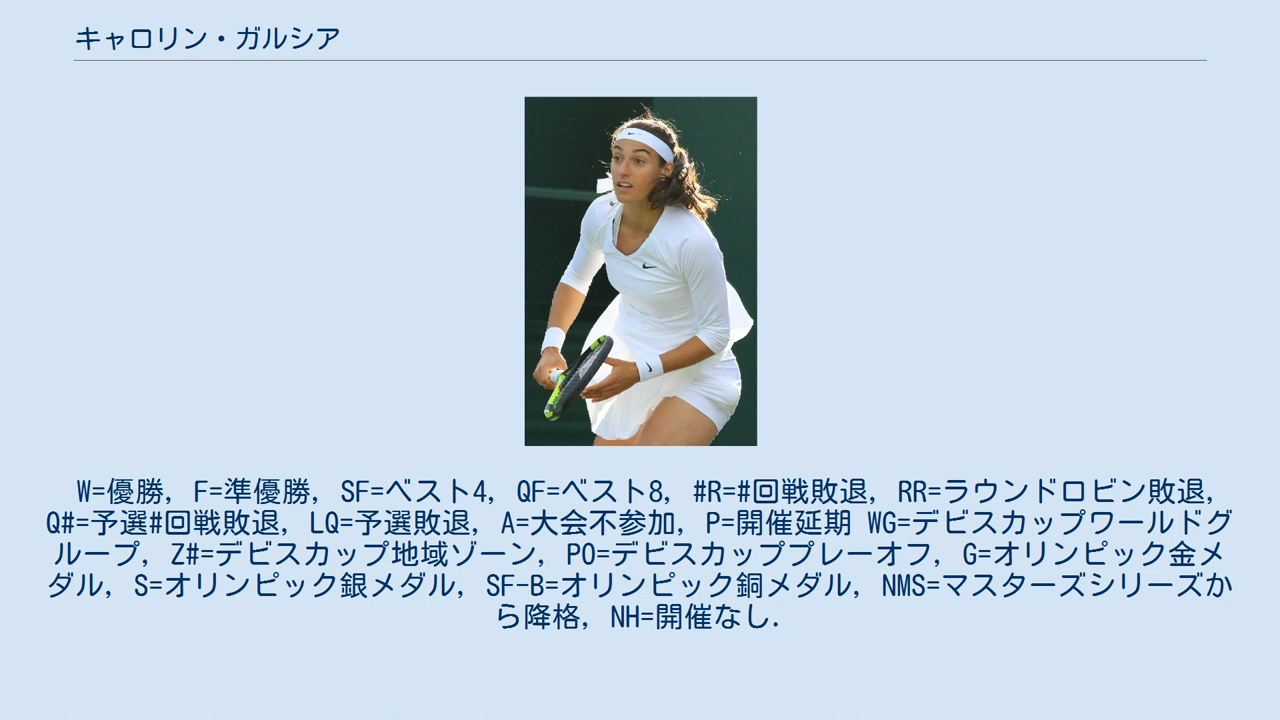 キャロリン・ガルシア
W=優勝, F=準優勝, SF=ベスト4, QF=ベスト8, #R=#回戦敗退, RR=ラウンドロビン敗退,
Q#=予選#回戦敗退, LQ=予選敗退, A=大会不参加, P=開催延期 WG=デビスカップワールドグ
ループ, Z#=デビスカップ地域ゾーン, PO=デビスカッププレーオフ, G=オリンピック金メ
ダル, S=オリンピック銀メダル, SF-B=オリンピック銅メダル, NMS=マスターズシリーズか
ら降格, NH=開催なし.